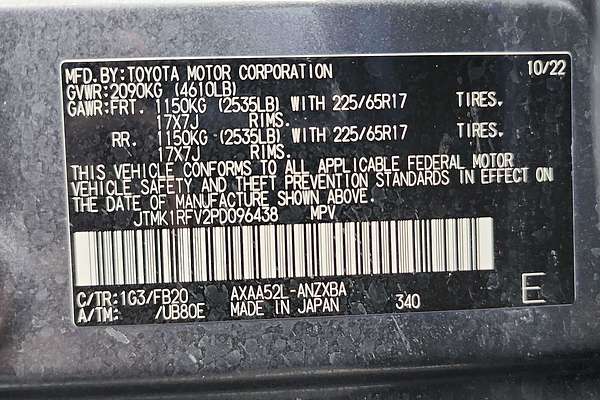 MFD.BY:TOYOTA MOTOR CORPORATION 10/22
GVWR:2090KG (4610LB)
GAWR:FRT. 1150KG (2535LB) WITH 225/65R17 TIRES.
17X7J RIMS.
RR. 1150KG (2535LB) WITH 225/65R17 TIRES.
17X7J RIMS.
THIS VEHICLE CONFORMS TO ALL APPLICABLE FEDERAL MOTOR
VEHICLE SAFETY AND THEFT PREVENTION STANDARDS IN EFFECT ON
THE DATE OF MANUFACTURE SHOWN ABOVE.
JTMK1RFV2PD096438 MPV
C/TR:1G3/FB20 AXAA52L-ANZXBA
A/TM: /UB80E MADE IN JAPAN 340 E